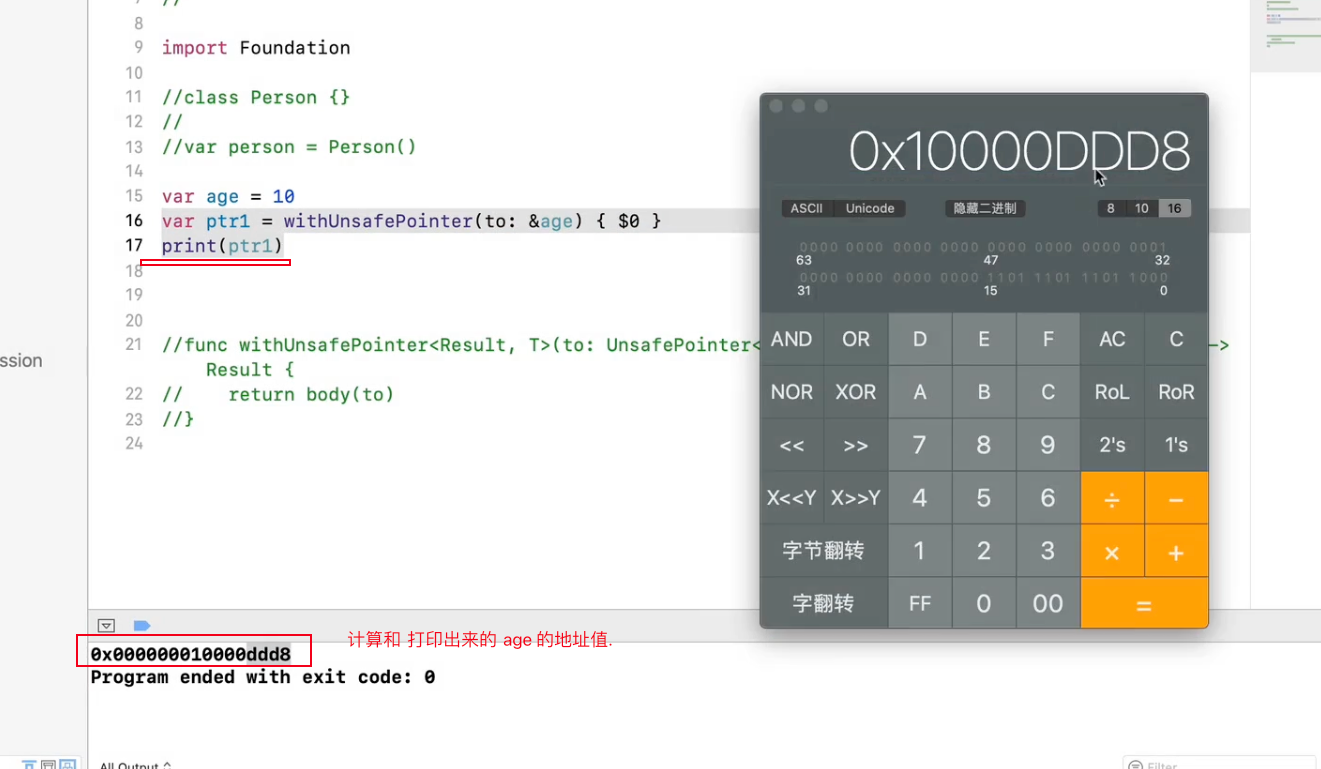 7 //
8
9 import Foundation
10
11 //class Person {}
12 //
13 //var person = Person()
14
15 var age = 10
16 var ptr1 = withUnsafePointer(to: &age) { $0 }
17 print(ptr1)
18
19
20
21 //func withUnsafePointer<Result, T>(to: UnsafePointer< ->
Result {
22 // return body(to)
23 //}
24
ssion
0x10000DDD8
ASCII Unicode 隐藏二进制 8 10 16
0000 0000 0000 0000 0000 0000 0000 0001
63 47 32
0000 0000 0000 0000 1101 1101 1101 1000
31 15 0
AND OR D E F AC C
NOR XOR A B C RoL RoR
<< >> 7 8 9 2's 1's
X<<Y X>>Y 4 5 6 ÷ −
字节翻转 1 2 3 × +
字翻转 FF 0 00 =
计算和 打印出来的 age 的地址值.
0x000000010000ddd8
Program ended with exit code: 0
All Output
Filter